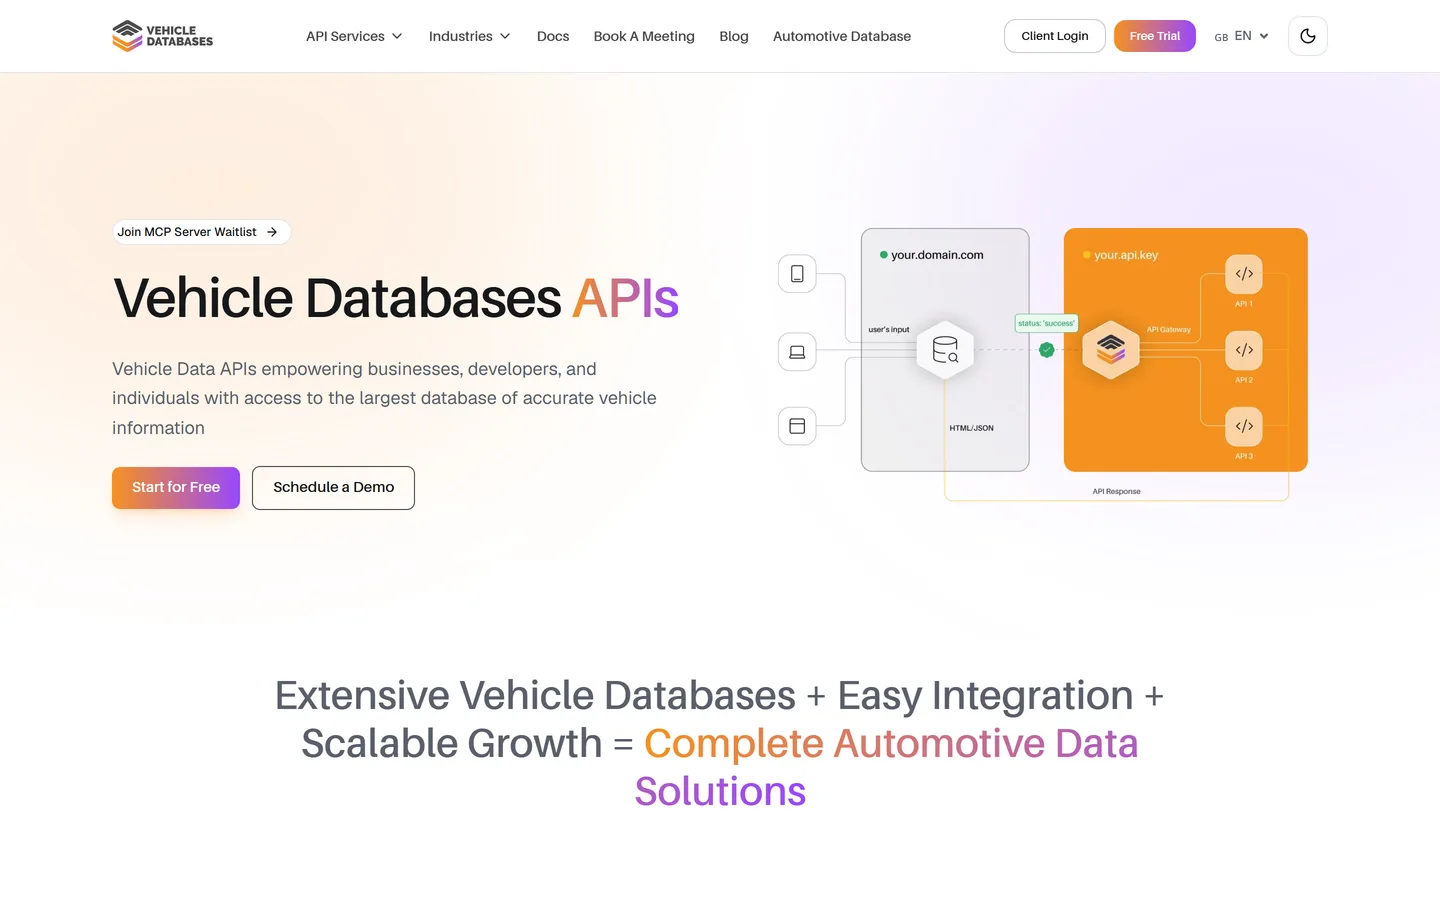 VEHICLE
DATABASES
API Services
Industries
Docs
Book A Meeting
Blog
Automotive Database
Client Login
Free Trial
GB EN
Join MCP Server Waitlist
Vehicle Databases APIs
Vehicle Data APIs empowering businesses, developers, and
individuals with access to the largest database of accurate vehicle
information
Start for Free
Schedule a Demo
your.domain.com
your.api.key
user's input
status: 'success'
API Gateway
API 1
API 2
API 3
HTML/JSON
API Response
Extensive Vehicle Databases + Easy Integration +
Scalable Growth = Complete Automotive Data
Solutions